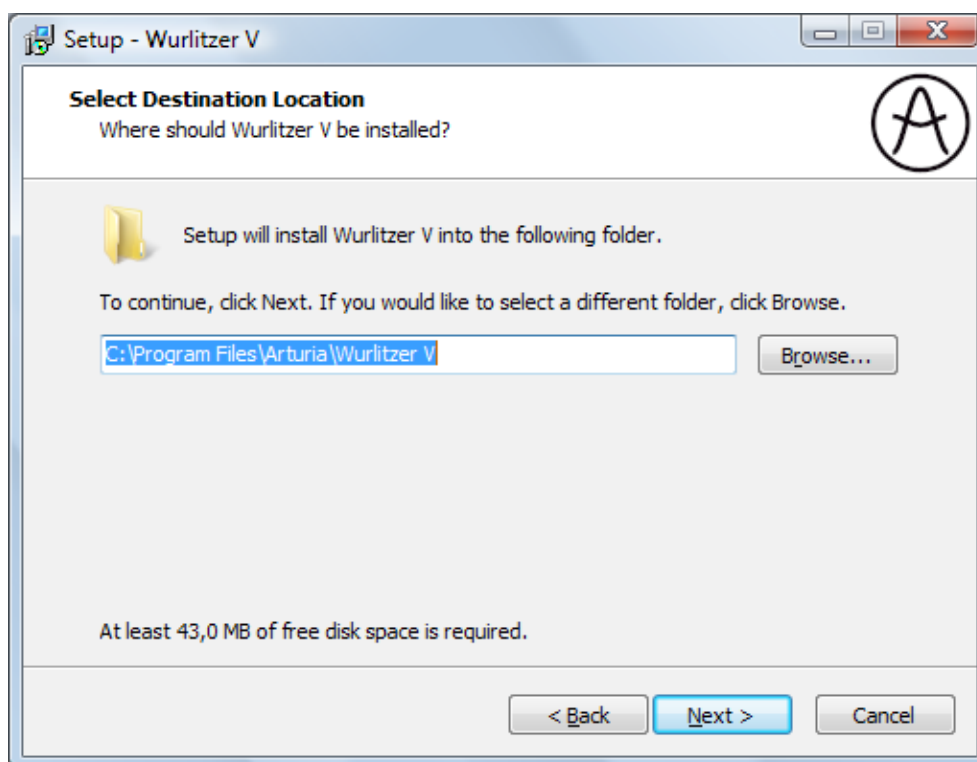 Setup - Wurlitzer V
Select Destination Location
Where should Wurlitzer V be installed?
Setup will install Wurlitzer V into the following folder.
To continue, click Next. If you would like to select a different folder, click Browse.
C:\Program Files\Arturia\Wurlitzer V
Browse...
At least 43,0 MB of free disk space is required.
< Back
Next >
Cancel